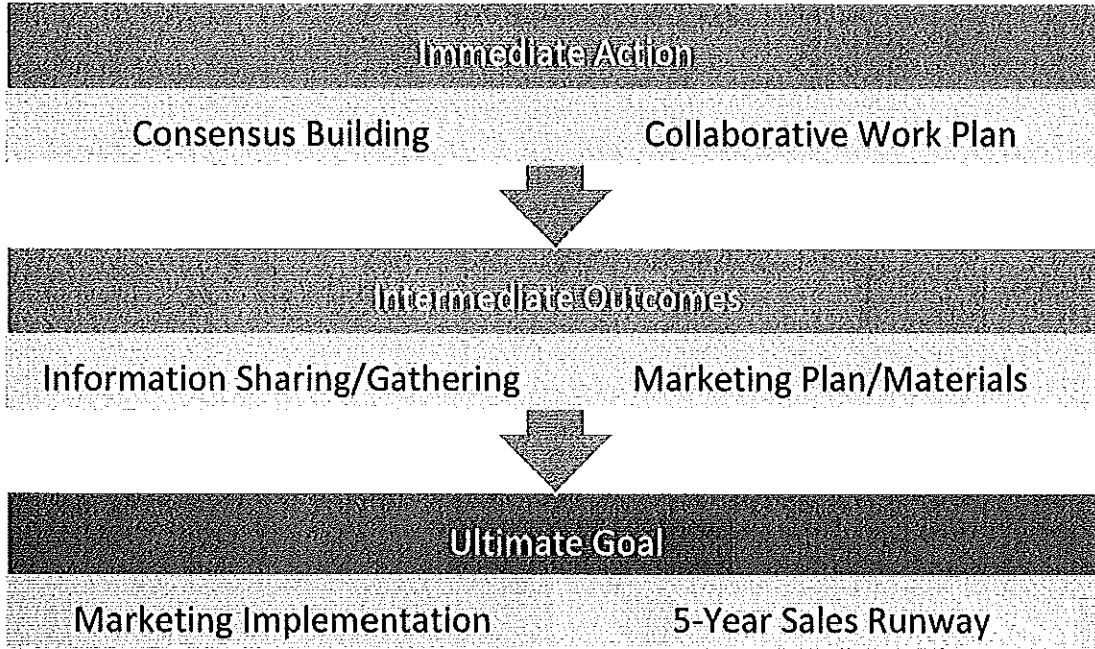 Immediate Action
Consensus Building Collaborative Work Plan
Intermediate Outcomes
Information Sharing/Gathering Marketing Plan/Materials
Ultimate Goal
Marketing Implementation 5-Year Sales Runway